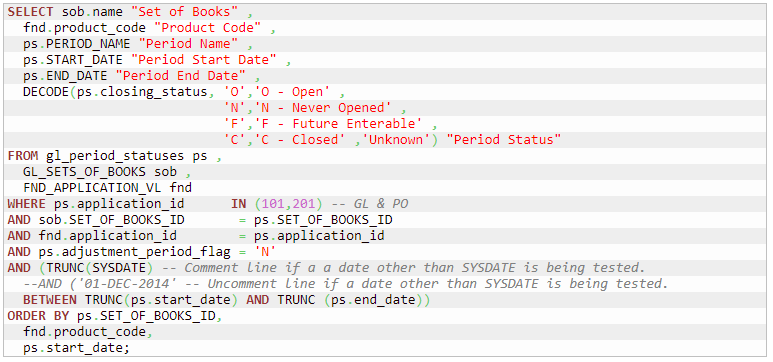 SELECT sob.name "Set of Books" ,
  fnd.product_code "Product Code" ,
  ps.PERIOD_NAME "Period Name" ,
  ps.START_DATE "Period Start Date" ,
  ps.END_DATE "Period End Date" ,
  DECODE(ps.closing_status, 'O','O - Open' ,
                            'N','N - Never Opened' ,
                            'F','F - Future Enterable' ,
                            'C','C - Closed' ,'Unknown') "Period Status"
FROM gl_period_statuses ps ,
  GL_SETS_OF_BOOKS sob ,
  FND_APPLICATION_VL fnd
WHERE ps.application_id      IN (101,201) -- GL & PO
AND sob.SET_OF_BOOKS_ID       = ps.SET_OF_BOOKS_ID
AND fnd.application_id        = ps.application_id
AND ps.adjustment_period_flag = 'N'
AND (TRUNC(SYSDATE) -- Comment line if a a date other than SYSDATE is being tested.
  --AND ('01-DEC-2014' -- Uncomment line if a date other than SYSDATE is being tested.
  BETWEEN TRUNC(ps.start_date) AND TRUNC (ps.end_date))
ORDER BY ps.SET_OF_BOOKS_ID,
  fnd.product_code,
  ps.start_date;